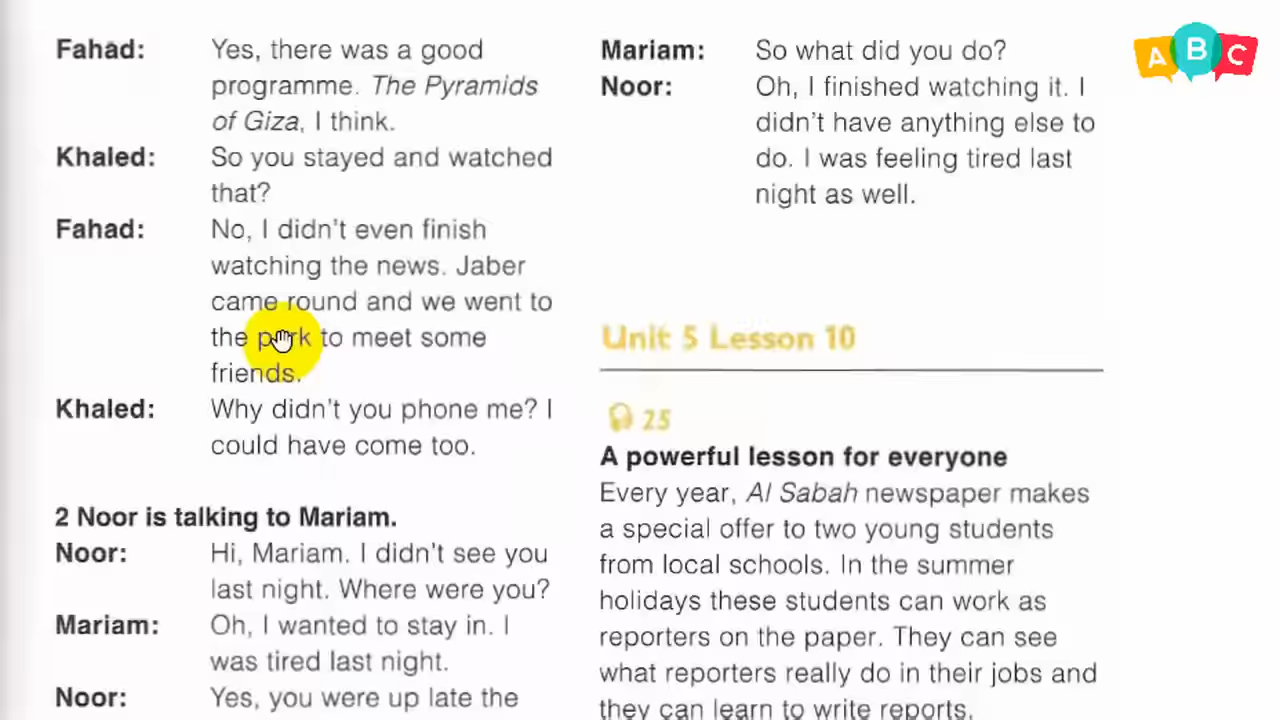 Fahad: Yes, there was a good
programme. The Pyramids
of Giza, I think.
Khaled: So you stayed and watched
that?
Fahad: No, I didn't even finish
watching the news. Jaber
came round and we went to
the park to meet some
friends.
Khaled: Why didn't you phone me? I
could have come too.
2 Noor is talking to Mariam.
Noor: Hi, Mariam. I didn't see you
last night. Where were you?
Mariam: Oh, I wanted to stay in. I
was tired last night.
Noor: Yes, you were up late the
Mariam: So what did you do?
Noor: Oh, I finished watching it. I
didn't have anything else to
do. I was feeling tired last
night as well.
Unit 5 Lesson 10
25
A powerful lesson for everyone
Every year, Al Sabah newspaper makes
a special offer to two young students
from local schools. In the summer
holidays these students can work as
reporters on the paper. They can see
what reporters really do in their jobs and
they can learn to write reports.
A B C